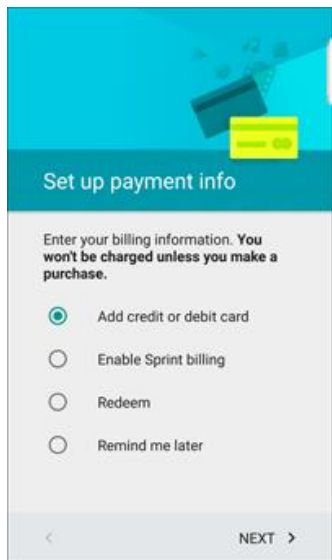 Set up payment info
Enter your billing information. You
won't be charged unless you make a
purchase.
Add credit or debit card
Enable Sprint billing
Redeem
Remind me later
NEXT